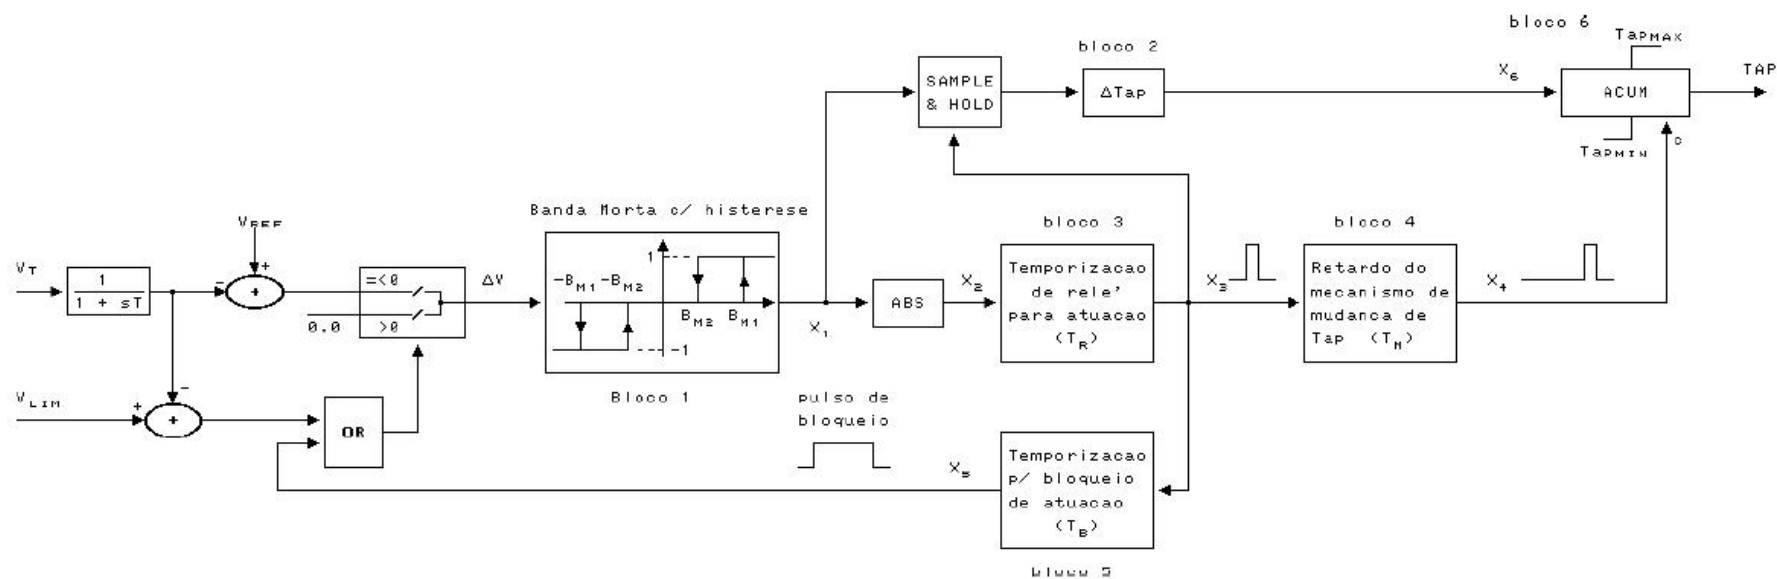 bloco 6
TAPMAX
bloco 2
SAMPLE
& HOLD
ΔTap
X6
ACUM
TAP
TAPMIN
C
VREF
Banda Morta c/ histerese
bloco 3
bloco 4
VT
1
1 + sT
-
+
+
=<0
0.0
>0
ΔV
-BM1
-BM2
1
BM2
BM1
-1
X1
ABS
X2
Temporizacao
de rele'
para atuacao
(TR)
X3
Retardo do
mecanismo de
mudanca de
Tap (TM)
X4
Bloco 1
VLIM
+
-
+
OR
pulso de
bloqueio
X5
Temporizacao
p/ bloqueio
de atuacao
(TB)
bloco 5